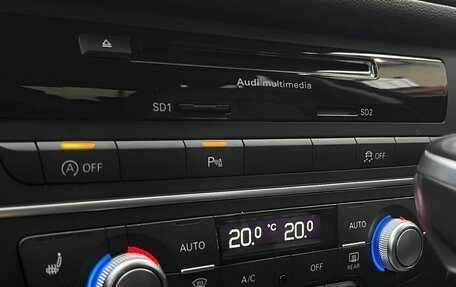 Audi multimedia
SD1 SD2
A OFF P OFF
AUTO 20.0 °C 20.0 AUTO
A/C OFF REAR